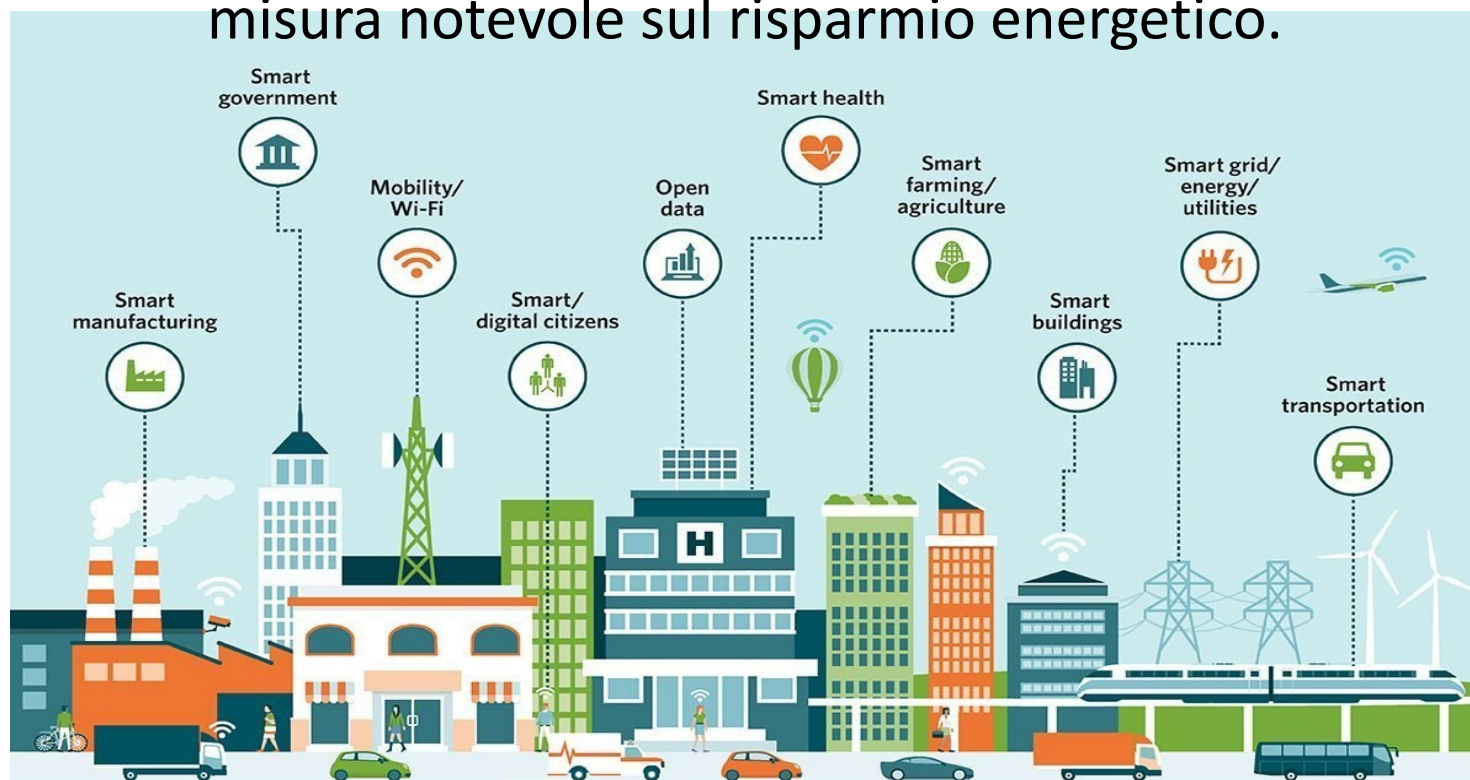 misura notevole sul risparmio energetico.
Smart
government
Smart health
Smart
farming/
agriculture
Smart grid/
energy/
utilities
Mobility/
Wi-Fi
Open
data
Smart
manufacturing
Smart/
digital citizens
Smart
buildings
Smart
transportation
H